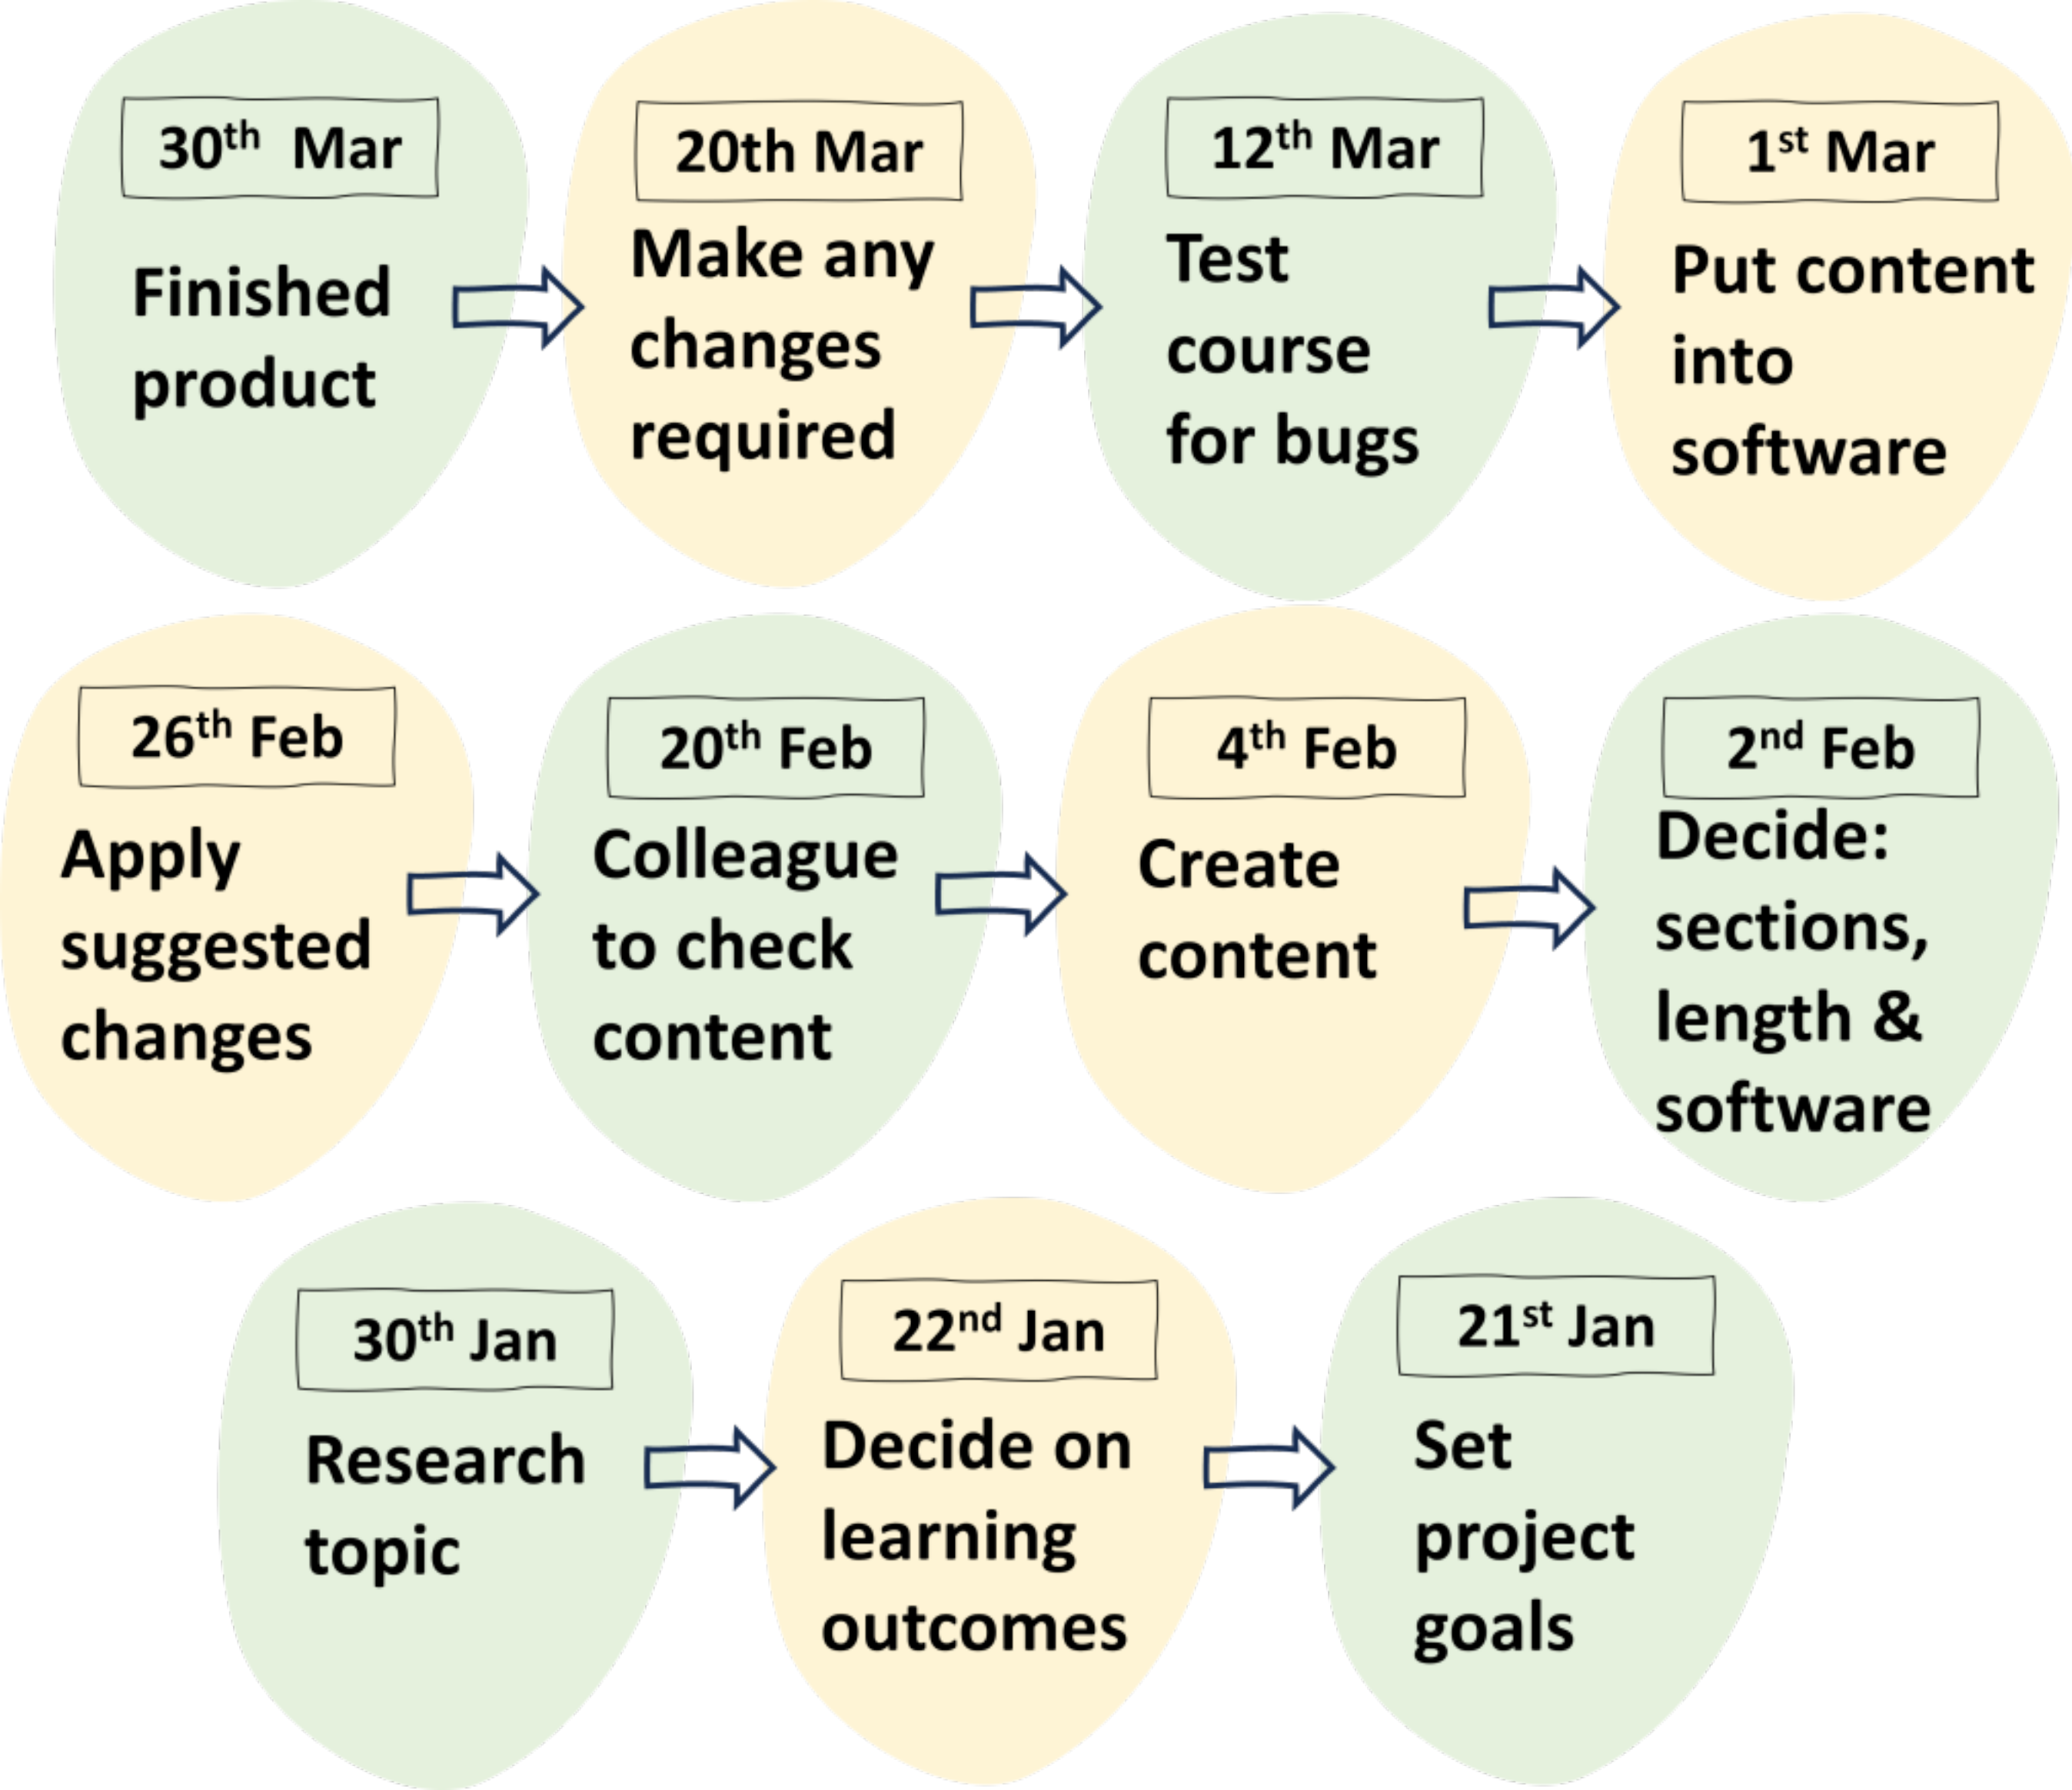 30th Mar
Finished
product
20th Mar
Make any
changes
required
12th Mar
Test
course
for bugs
1st Mar
Put content
into
software
26th Feb
Apply
suggested
changes
20th Feb
Colleague
to check
content
4th Feb
Create
content
2nd Feb
Decide:
sections,
length &
software
30th Jan
Research
topic
22nd Jan
Decide on
learning
outcomes
21st Jan
Set
project
goals